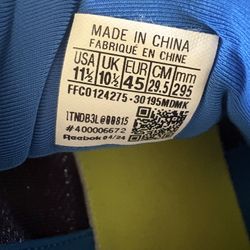 MADE IN CHINA
FABRIQUÉ EN CHINE
USA UK EUR CM mm
11½ 10½ 45 29.5 295
FFC0124275-30195MDMK
1TNDB3L@00815
#400006672
Reebok 04/24